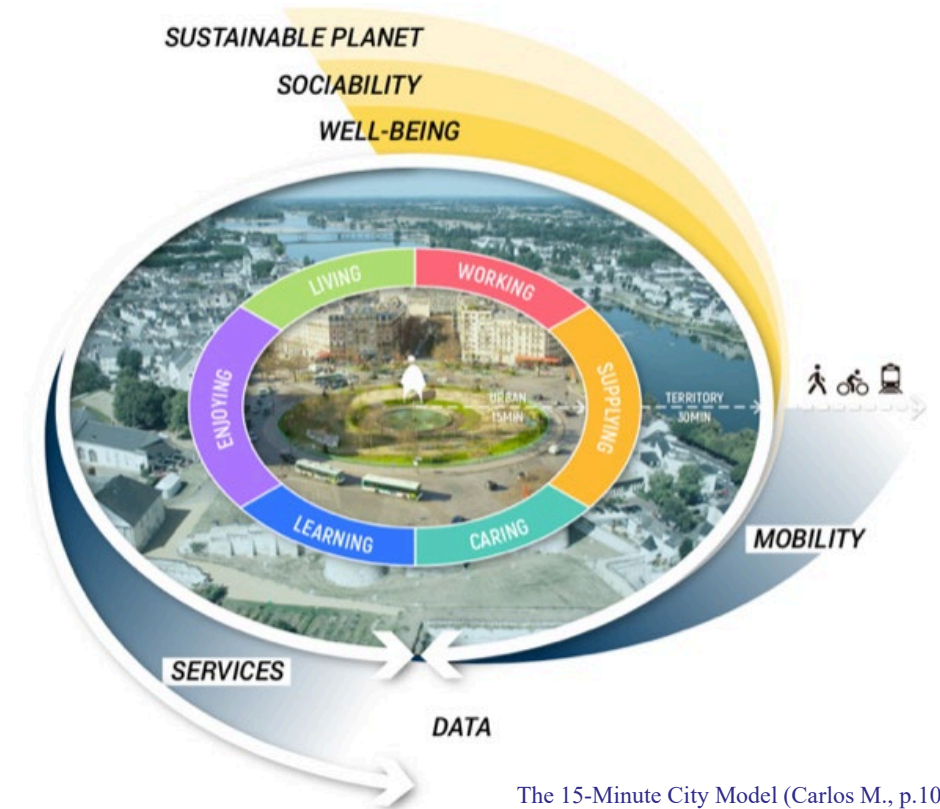 SUSTAINABLE PLANET
SOCIABILITY
WELL-BEING
LIVING
WORKING
ENJOYING
SUPPLYING
URBAN
15MIN
TERRITORY
30MIN
LEARNING
CARING
MOBILITY
SERVICES
DATA
The 15-Minute City Model (Carlos M., p.10